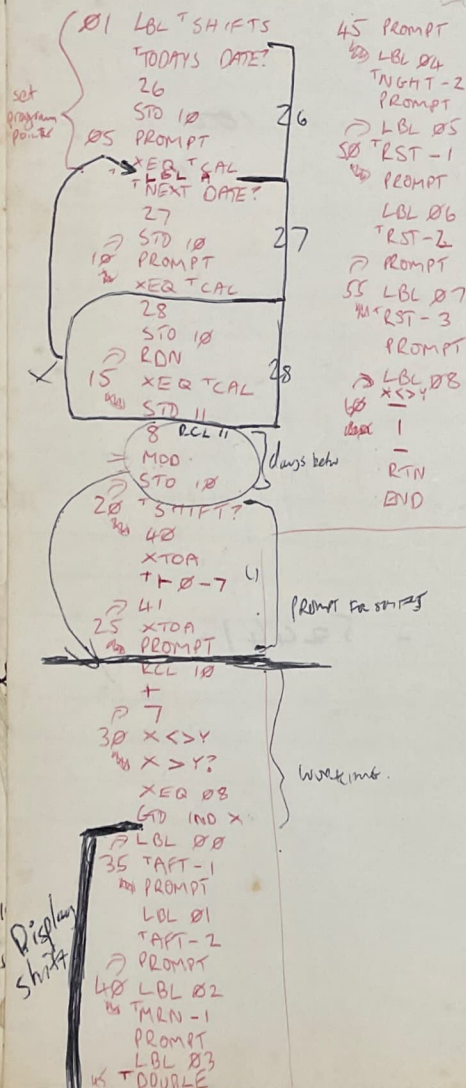 01 LBL ᵀSHIFTS
ᵀTODAYS DATE?
26
STO 10
05 PROMPT
XEQ ᵀCAL
LBL A
ᵀNEXT DATE?
27
STO 10
10 PROMPT
XEQ ᵀCAL
28
STO 10
RDN
15 XEQ ᵀCAL
STO 11
8 RCL 11
MOD
STO 10
20 ᵀSHIFT?
40
XTOA
ᵀ⊢0-7
41
25 XTOA
PROMPT
RCL 10
+
7
30 X<>Y
X>Y?
XEQ 08
GTO IND X
LBL 00
35 ᵀAFT-1
PROMPT
LBL 01
ᵀAFT-2
PROMPT
40 LBL 02
ᵀMRN-1
PROMPT
LBL 03
45 ᵀDOUBLE
set
program
pointer
26
27
28
X
days betw
PROMPT FOR SHIFT
WORKING.
Display
shift
45 PROMPT
LBL 04
ᵀNGHT-2
PROMPT
LBL 05
50 ᵀRST-1
PROMPT
LBL 06
ᵀRST-2
PROMPT
55 LBL 07
ᵀRST-3
PROMPT
LBL 08
X<>Y
60 —
1
—
RTN
END